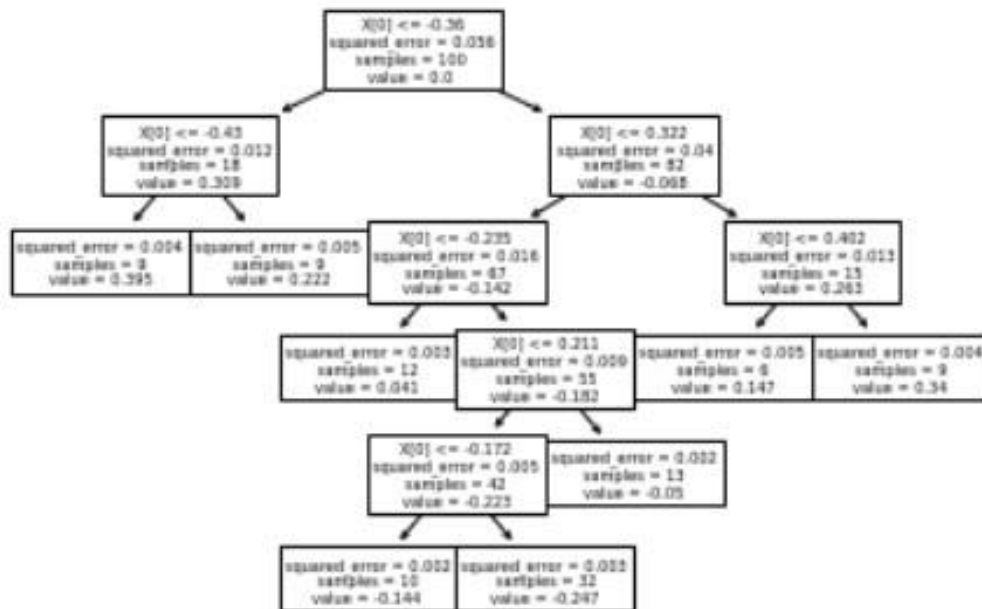 X[0] <= -0.36
squared_error = 0.056
samples = 100
value = 0.0
X[0] <= -0.43
squared_error = 0.012
samples = 18
value = 0.309
X[0] <= 0.322
squared_error = 0.04
samples = 82
value = -0.068
squared_error = 0.004
samples = 9
value = 0.395
squared_error = 0.005
samples = 9
value = 0.222
X[0] <= -0.235
squared_error = 0.016
samples = 67
value = -0.142
X[0] <= 0.402
squared_error = 0.013
samples = 15
value = 0.263
squared_error = 0.003
samples = 12
value = 0.041
X[0] <= 0.211
squared_error = 0.009
samples = 55
value = -0.182
squared_error = 0.005
samples = 6
value = 0.147
squared_error = 0.004
samples = 9
value = 0.34
X[0] <= -0.172
squared_error = 0.005
samples = 42
value = -0.223
squared_error = 0.002
samples = 13
value = -0.05
squared_error = 0.002
samples = 10
value = -0.144
squared_error = 0.003
samples = 32
value = -0.247